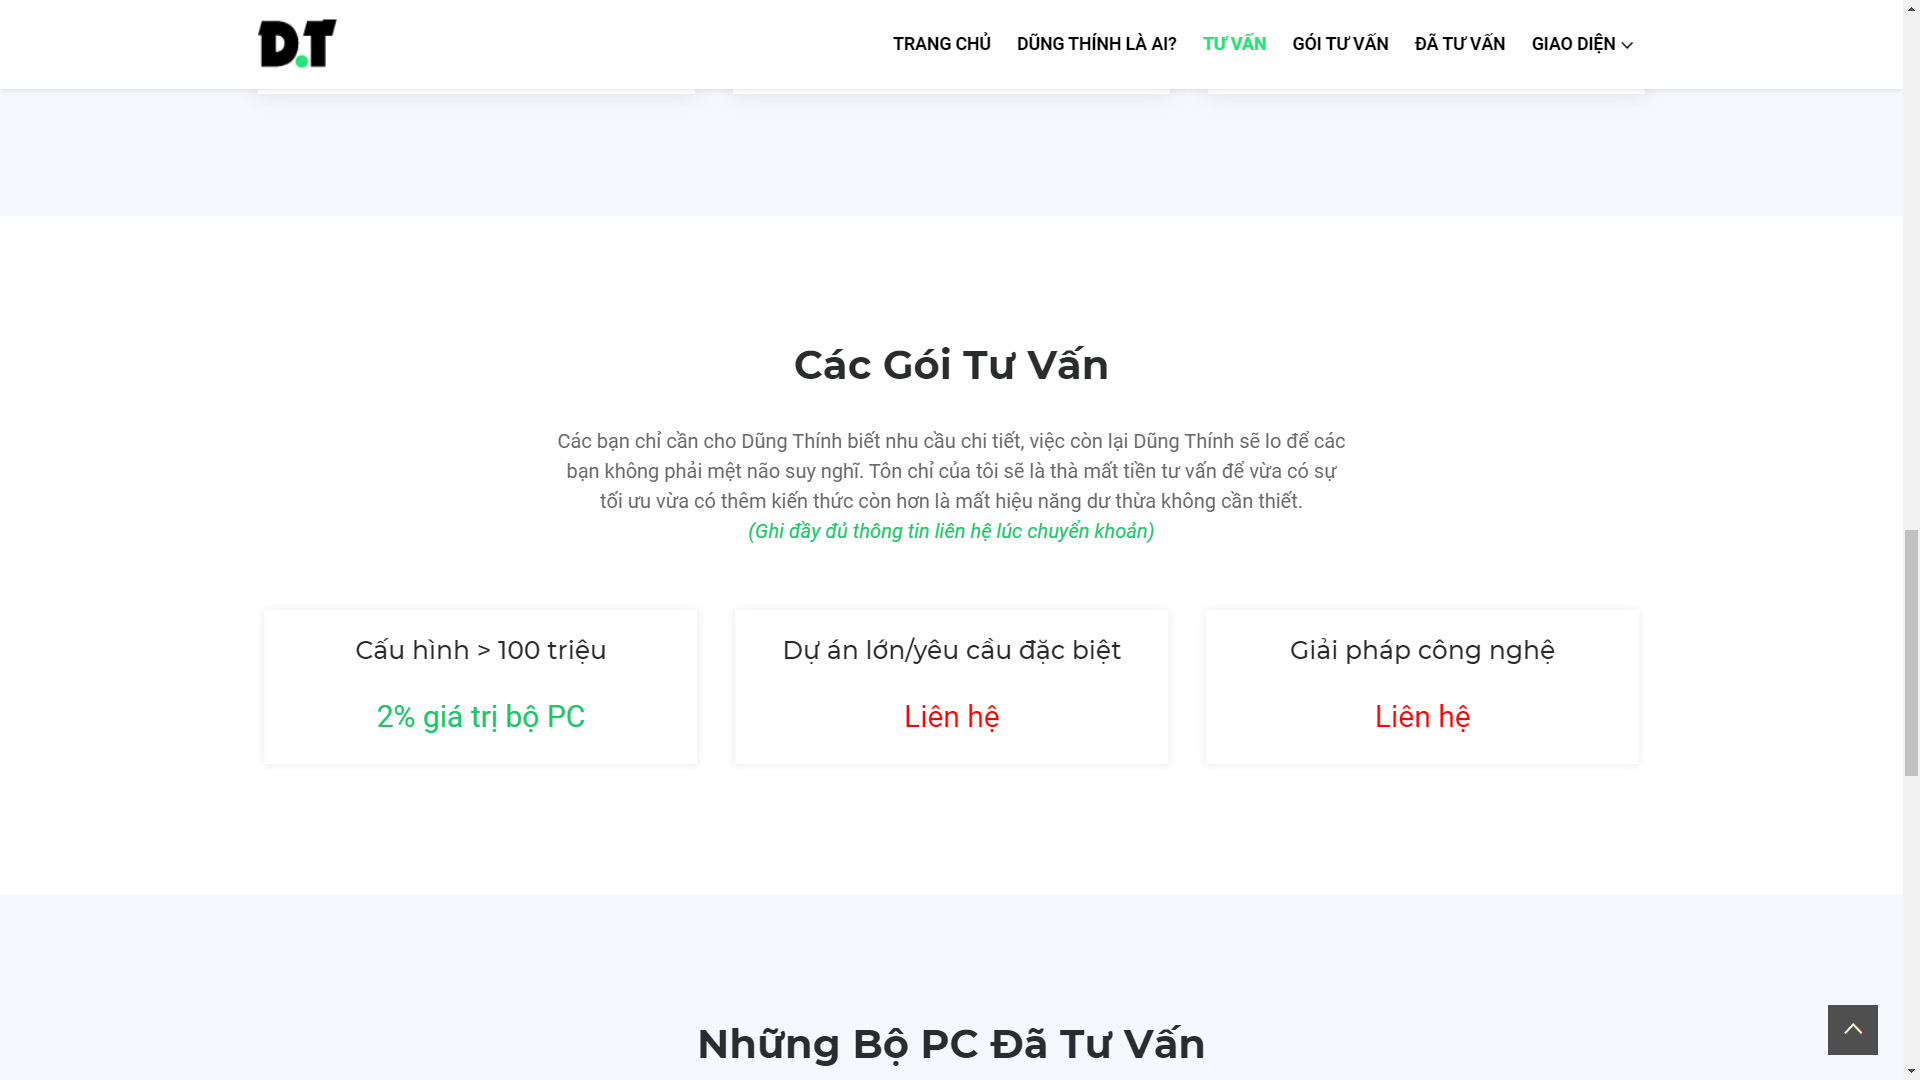 D.T
TRANG CHỦ
DŨNG THÍNH LÀ AI?
TƯ VẤN
GÓI TƯ VẤN
ĐÃ TƯ VẤN
GIAO DIỆN
Các Gói Tư Vấn
Các bạn chỉ cần cho Dũng Thính biết nhu cầu chi tiết, việc còn lại Dũng Thính sẽ lo để các
bạn không phải mệt não suy nghĩ. Tôn chỉ của tôi sẽ là thà mất tiền tư vấn để vừa có sự
tối ưu vừa có thêm kiến thức còn hơn là mất hiệu năng dư thừa không cần thiết.
(Ghi đầy đủ thông tin liên hệ lúc chuyển khoản)
Cấu hình > 100 triệu
2% giá trị bộ PC
Dự án lớn/yêu cầu đặc biệt
Liên hệ
Giải pháp công nghệ
Liên hệ
Những Bộ PC Đã Tư Vấn